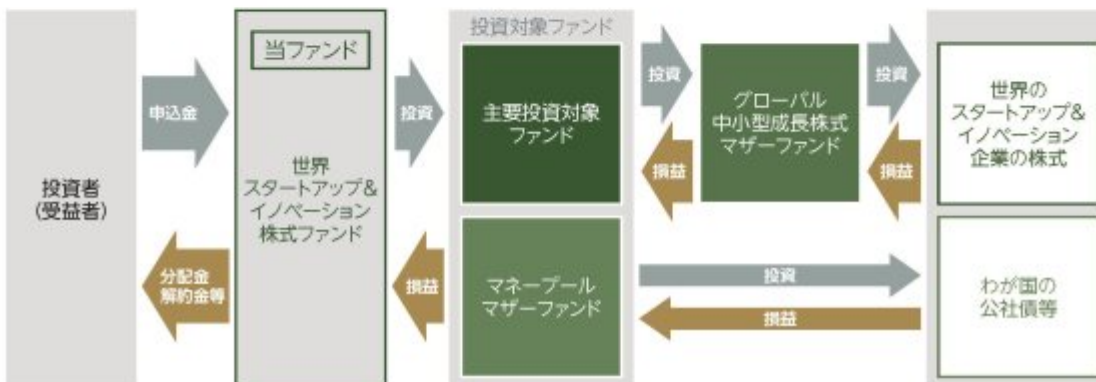 投資者
(受益者)
申込金
分配金
解約金等
当ファンド
世界
スタートアップ&
イノベーション
株式ファンド
投資
損益
投資対象ファンド
主要投資対象
ファンド
マネープール
マザーファンド
投資
損益
グローバル
中小型成長株式
マザーファンド
投資
損益
投資
損益
世界の
スタートアップ&
イノベーション
企業の株式
わが国の
公社債等